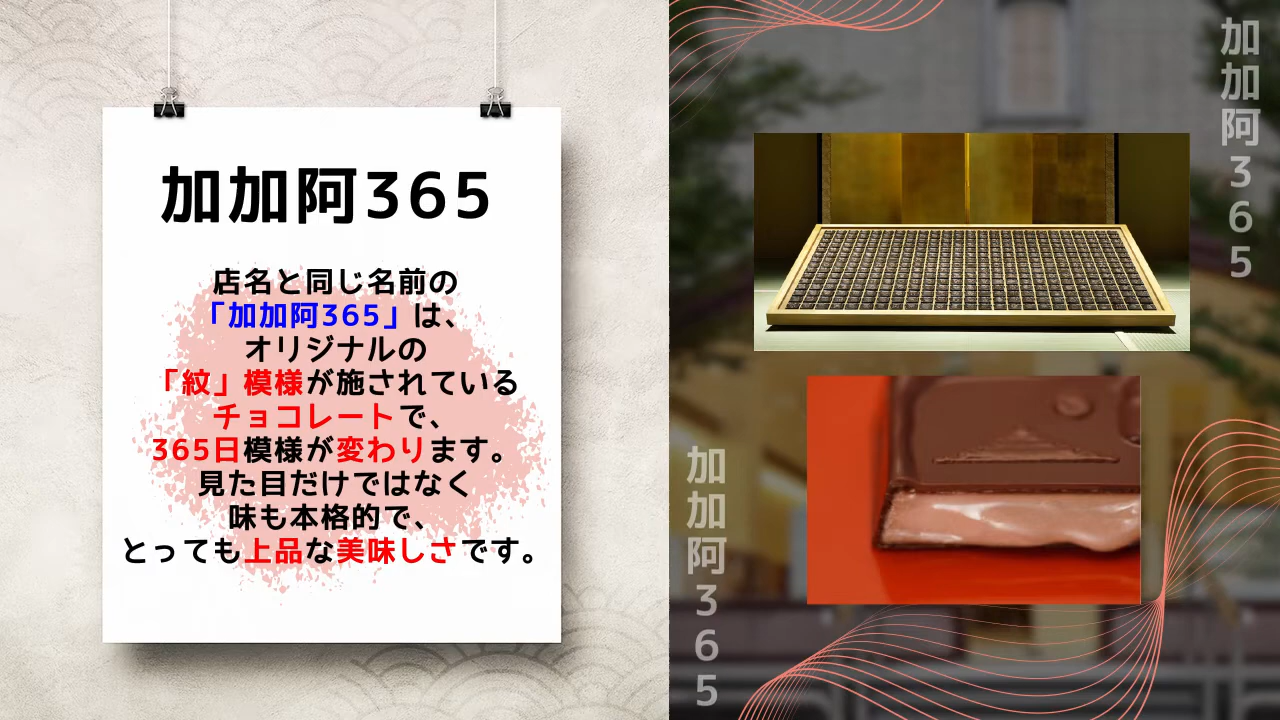 加加阿365
店名と同じ名前の
「加加阿365」は、
オリジナルの
「紋」模様が施されている
チョコレートで、
365日模様が変わります。
見た目だけではなく
味も本格的で、
とっても上品な美味しさです。
加加阿365
加加阿365